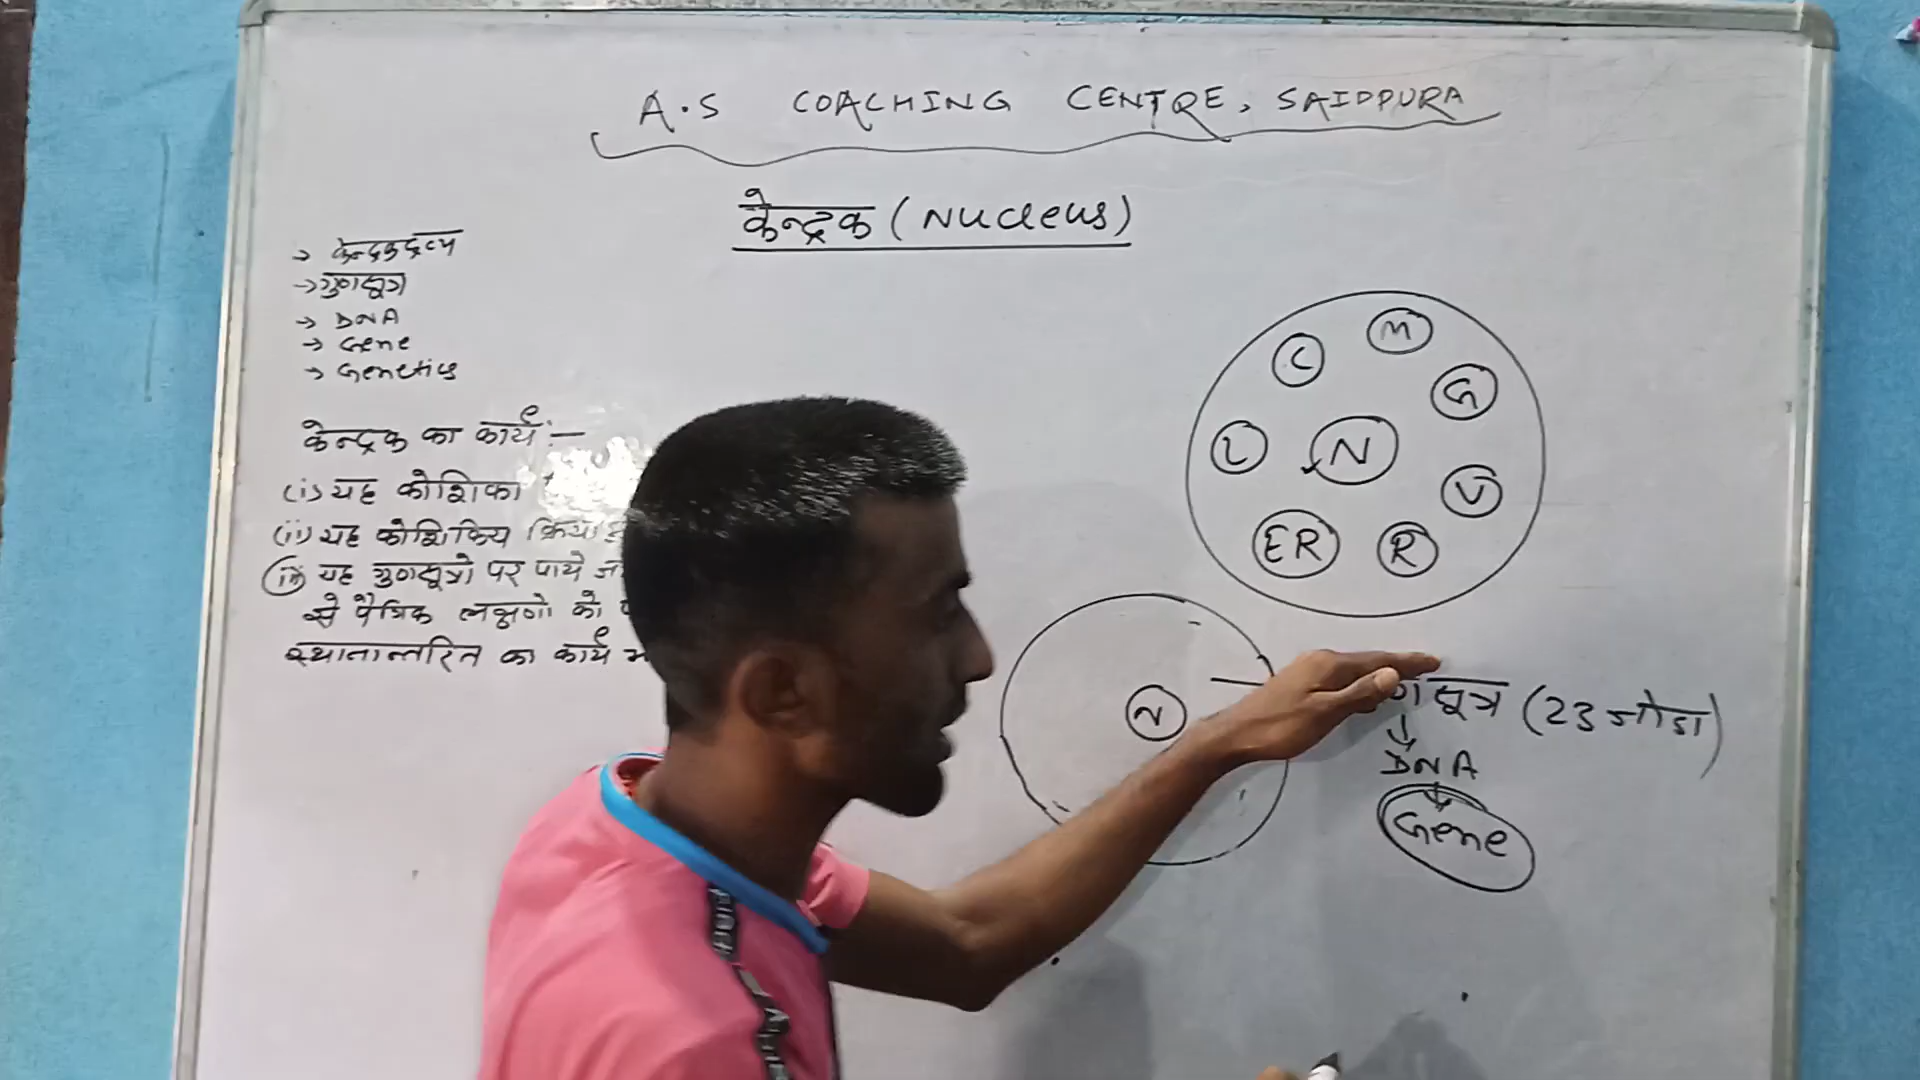 A.S COACHING CENTRE, SAIDPURA
केन्द्रक (Nucleus)
→ केन्द्रकद्रव्य
→ गुणसूत्र
→ DNA
→ Gene
→ Genetics
केन्द्रक का कार्य :-
(i) यह कोशिका
(ii) यह कोशिकिय क्रिया
(iii) यह गुणसूत्रो पर पाये
से पैत्रिक लक्षणो को
स्थानान्तरित का कार्य
M
C
G
L
N
V
ER
R
N
सूत्र (23 जोडा)
DNA
Gene